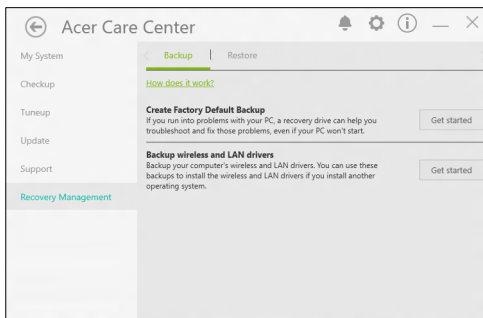 Acer Care Center
My System
Checkup
Tuneup
Update
Support
Recovery Management
Backup
Restore
How does it work?
Create Factory Default Backup
If you run into problems with your PC, a recovery drive can help you
troubleshoot and fix those problems, even if your PC won't start.
Get started
Backup wireless and LAN drivers
Backup your computer's wireless and LAN drivers. You can use these
backups to install the wireless and LAN drivers if you install another
operating system.
Get started